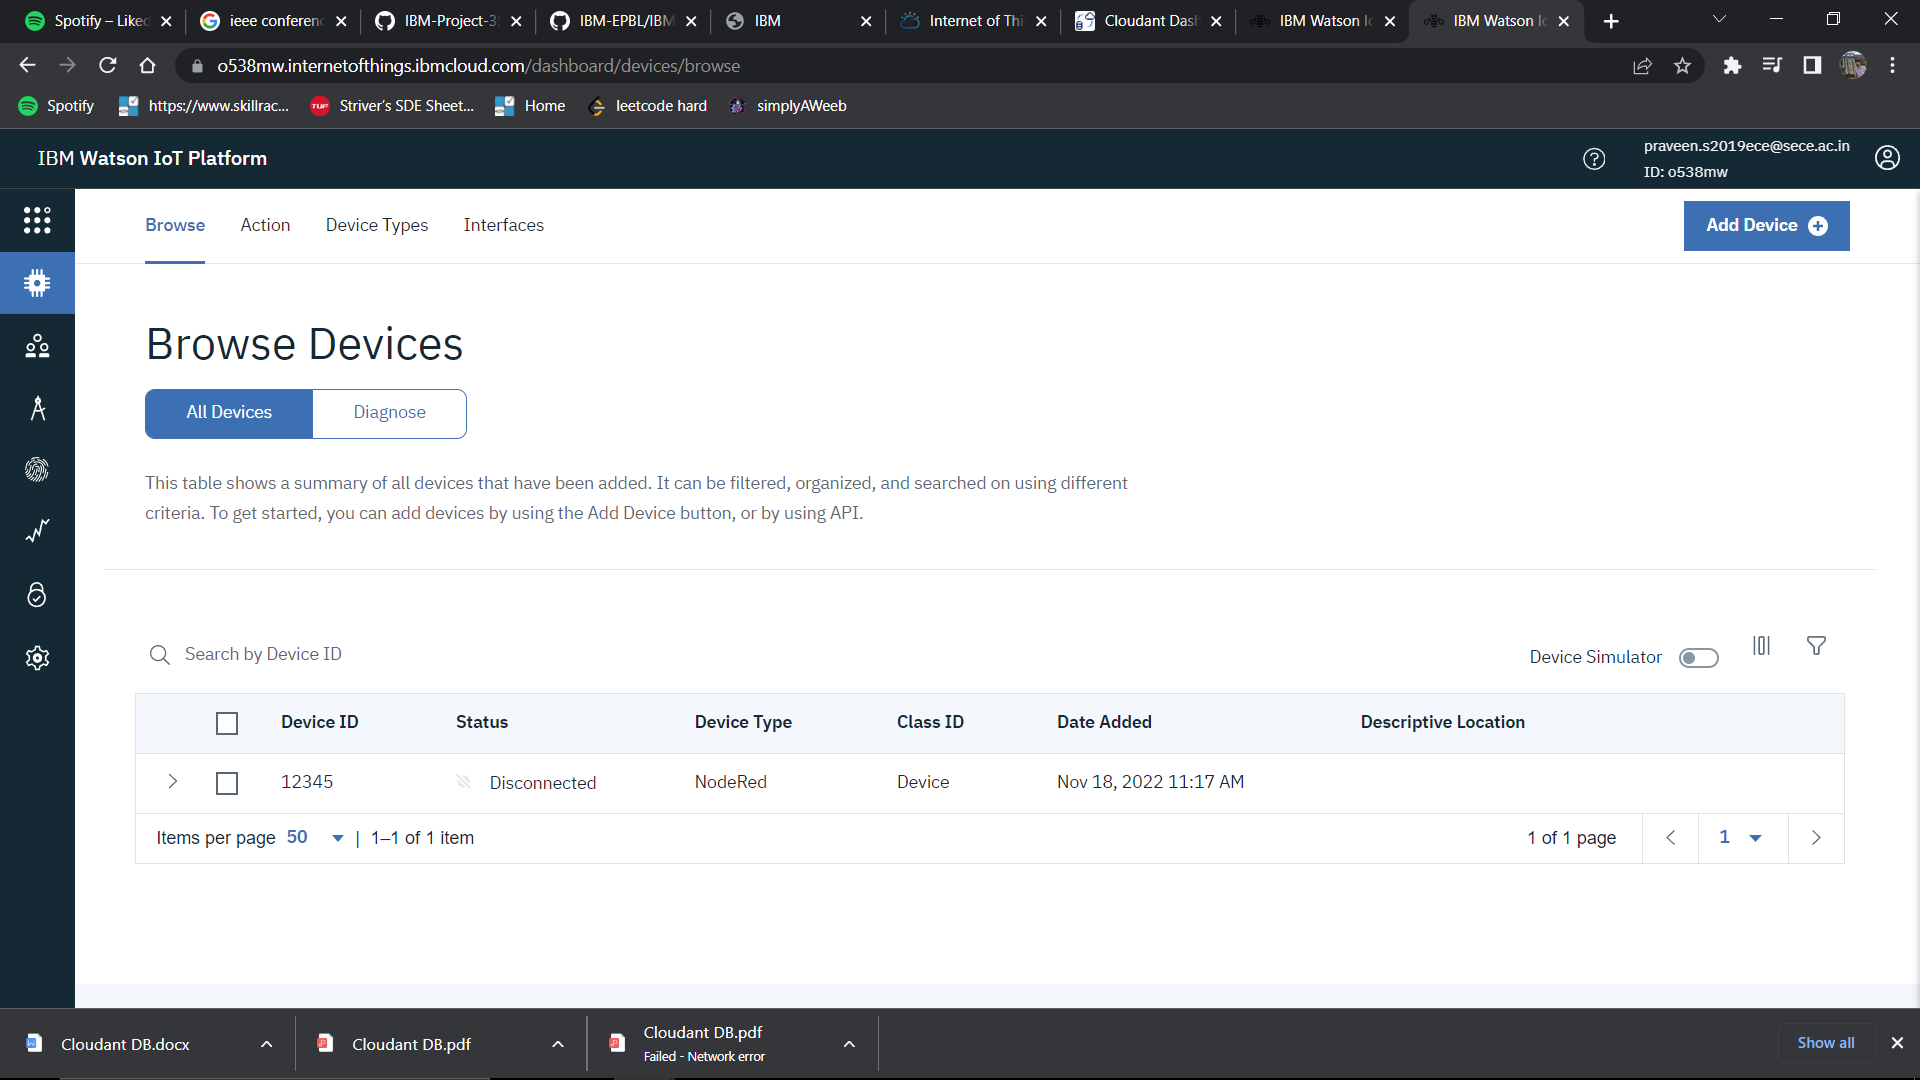 Spotify – Liked
ieee conferenc
IBM-Project-3
IBM-EPBL/IBM
IBM
Internet of Thi
Cloudant Dash
IBM Watson Io
IBM Watson Io
o538mw.internetofthings.ibmcloud.com/dashboard/devices/browse
Spotify
https://www.skillrac...
TUF
Striver's SDE Sheet...
Home
leetcode hard
simplyAWeeb
IBM Watson IoT Platform
praveen.s2019ece@sece.ac.in
ID: o538mw
Browse
Action
Device Types
Interfaces
Add Device
Browse Devices
All Devices
Diagnose
This table shows a summary of all devices that have been added. It can be filtered, organized, and searched on using different
criteria. To get started, you can add devices by using the Add Device button, or by using API.
Search by Device ID
Device Simulator
Device ID Status Device Type Class ID Date Added Descriptive Location
12345 Disconnected NodeRed Device Nov 18, 2022 11:17 AM
Items per page 50 | 1–1 of 1 item
1 of 1 page 1
Cloudant DB.docx
Cloudant DB.pdf
Cloudant DB.pdf
Failed - Network error
Show all